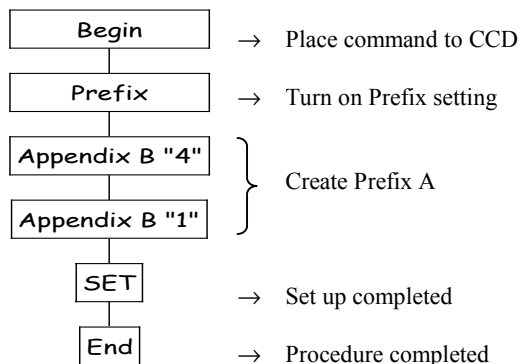 Begin → Place command to CCD
Prefix → Turn on Prefix setting
Appendix B "4"
Create Prefix A
Appendix B "1"
SET → Set up completed
End → Procedure completed